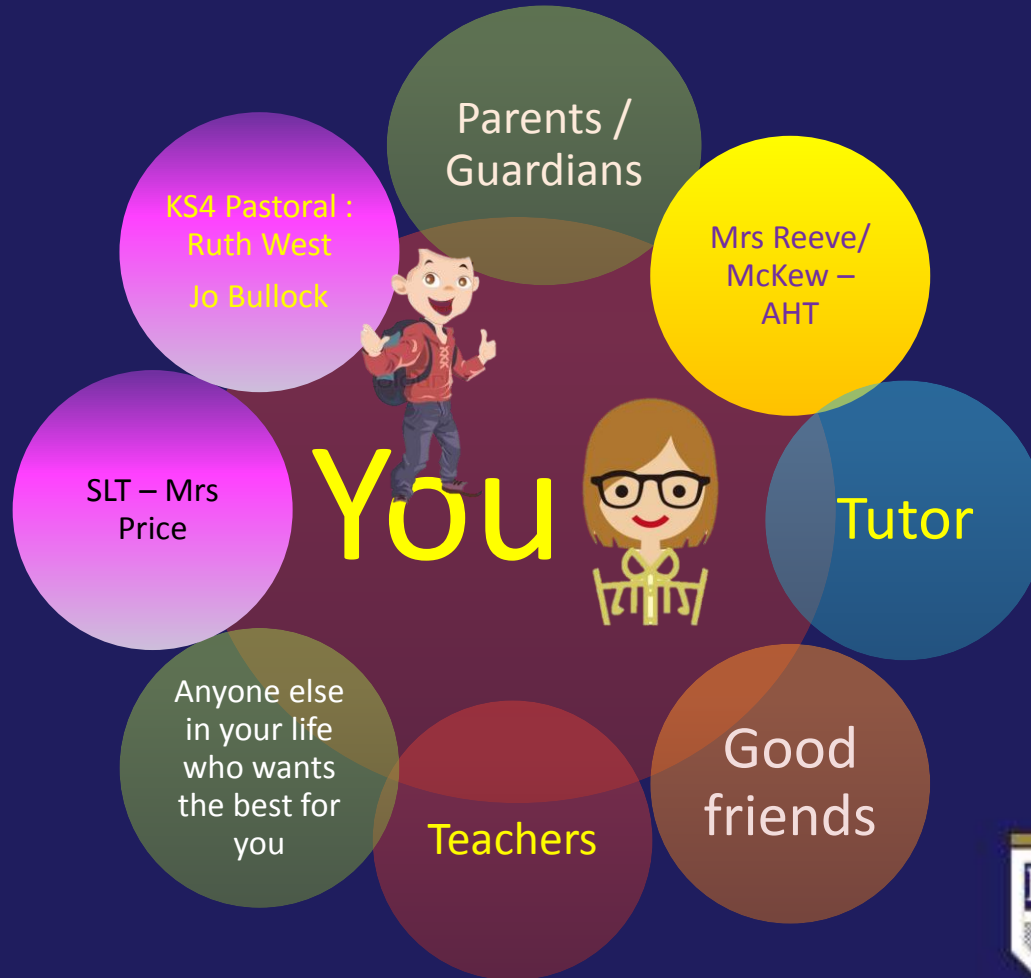 Parents /
Guardians
Mrs Reeve/
McKew –
AHT
Tutor
Good
friends
Teachers
Anyone else
in your life
who wants
the best for
you
SLT – Mrs
Price
KS4 Pastoral :
Ruth West
Jo Bullock
You